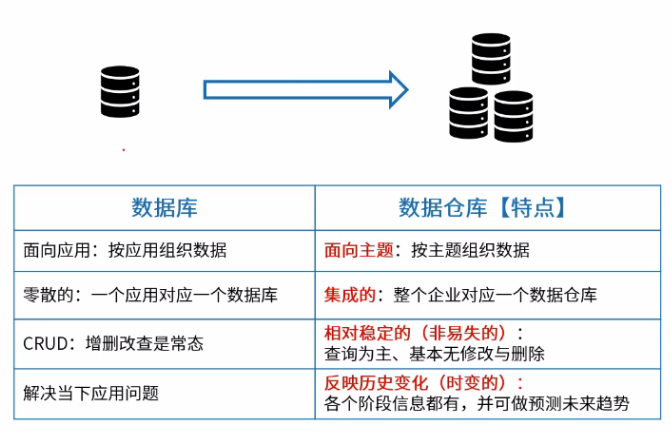 数据库
数据仓库【特点】
面向应用：按应用组织数据
面向主题：按主题组织数据
零散的：一个应用对应一个数据库
集成的：整个企业对应一个数据仓库
CRUD：增删改查是常态
相对稳定的（非易失的）：
查询为主、基本无修改与删除
解决当下应用问题
反映历史变化（时变的）：
各个阶段信息都有，并可做预测未来趋势